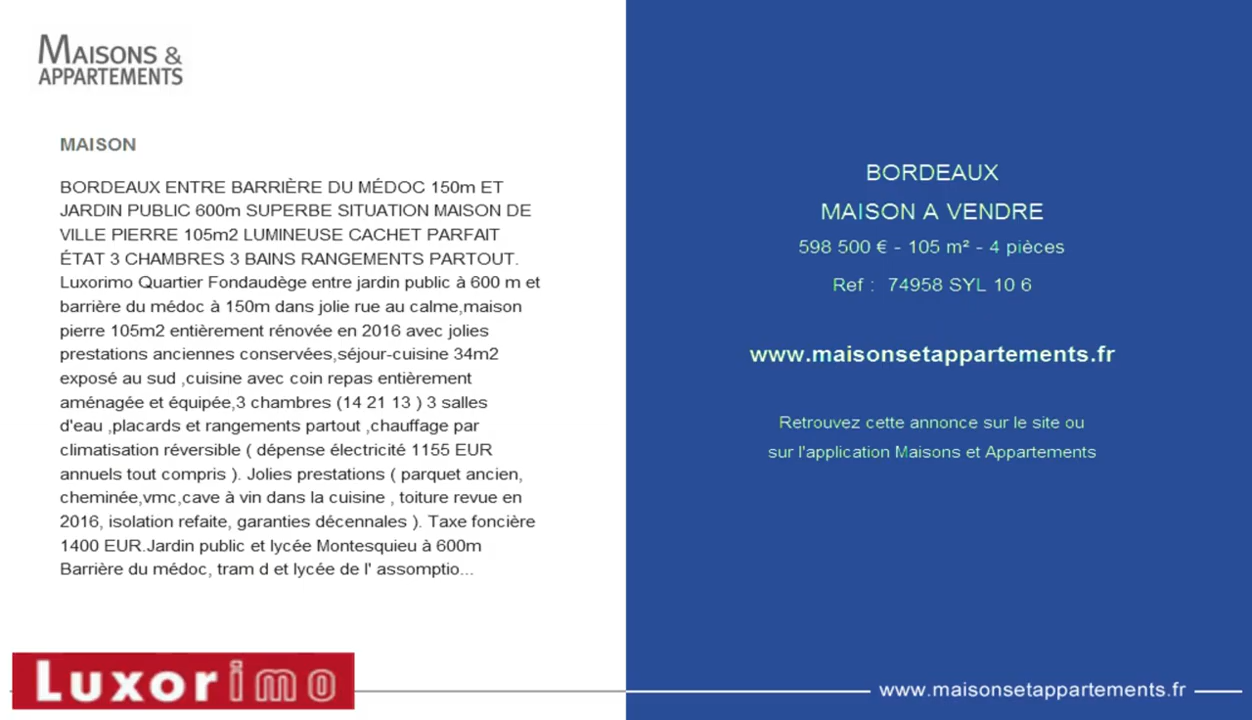 MAISONS &
APPARTEMENTS
MAISON
BORDEAUX ENTRE BARRIÈRE DU MÉDOC 150m ET
JARDIN PUBLIC 600m SUPERBE SITUATION MAISON DE
VILLE PIERRE 105m2 LUMINEUSE CACHET PARFAIT
ÉTAT 3 CHAMBRES 3 BAINS RANGEMENTS PARTOUT.
Luxorimo Quartier Fondaudège entre jardin public à 600 m et
barrière du médoc à 150m dans jolie rue au calme,maison
pierre 105m2 entièrement rénovée en 2016 avec jolies
prestations anciennes conservées,séjour-cuisine 34m2
exposé au sud ,cuisine avec coin repas entièrement
aménagée et équipée,3 chambres (14 21 13 ) 3 salles
d'eau ,placards et rangements partout ,chauffage par
climatisation réversible ( dépense électricité 1155 EUR
annuels tout compris ). Jolies prestations ( parquet ancien,
cheminée,vmc,cave à vin dans la cuisine , toiture revue en
2016, isolation refaite, garanties décennales ). Taxe foncière
1400 EUR.Jardin public et lycée Montesquieu à 600m
Barrière du médoc, tram d et lycée de l' assomptio...
Luxorimo
BORDEAUX
MAISON A VENDRE
598 500 € - 105 m² - 4 pièces
Ref : 74958 SYL 10 6
www.maisonsetappartements.fr
Retrouvez cette annonce sur le site ou
sur l'application Maisons et Appartements
www.maisonsetappartements.fr